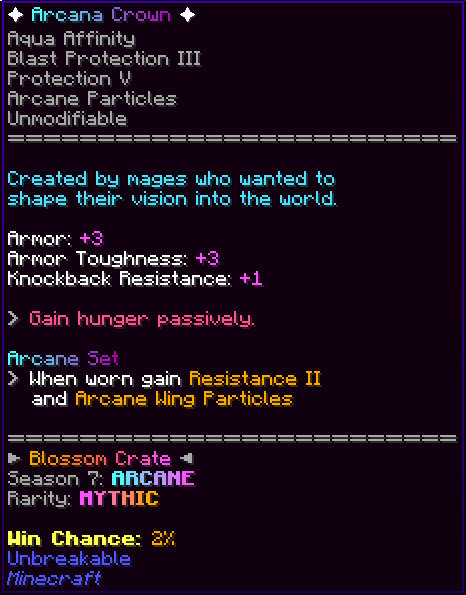 ✦ Arcana Crown ✦
Aqua Affinity
Blast Protection III
Protection V
Arcane Particles
Unmodifiable
============================
Created by mages who wanted to
shape their vision into the world.
Armor: +3
Armor Toughness: +3
Knockback Resistance: +1
> Gain hunger passively.
Arcane Set
> When worn gain Resistance II
and Arcane Wing Particles
============================
► Blossom Crate ◄
Season 7: ARCANE
Rarity: MYTHIC
Win Chance: 2%
Unbreakable
Minecraft